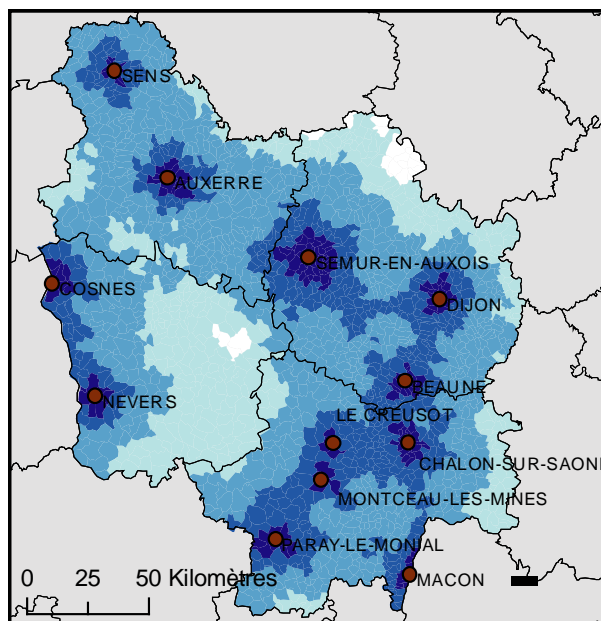 SENS
AUXERRE
SEMUR-EN-AUXOIS
COSNES
DIJON
BEAUNE
NEVERS
LE CREUSOT
CHALON-SUR-SAONE
MONTCEAU-LES-MINES
PARAY-LE-MONIAL
MACON
0 25 50 Kilomètres